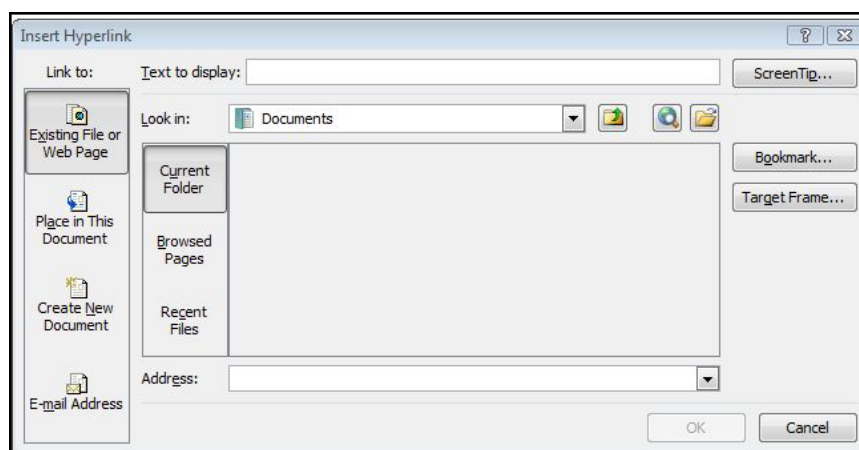 Insert Hyperlink
Link to:
Text to display:
ScreenTip...
Existing File or
Web Page
Look in:
Documents
Current
Folder
Bookmark...
Target Frame...
Place in This
Document
Browsed
Pages
Create New
Document
Recent
Files
Address:
E-mail Address
OK
Cancel